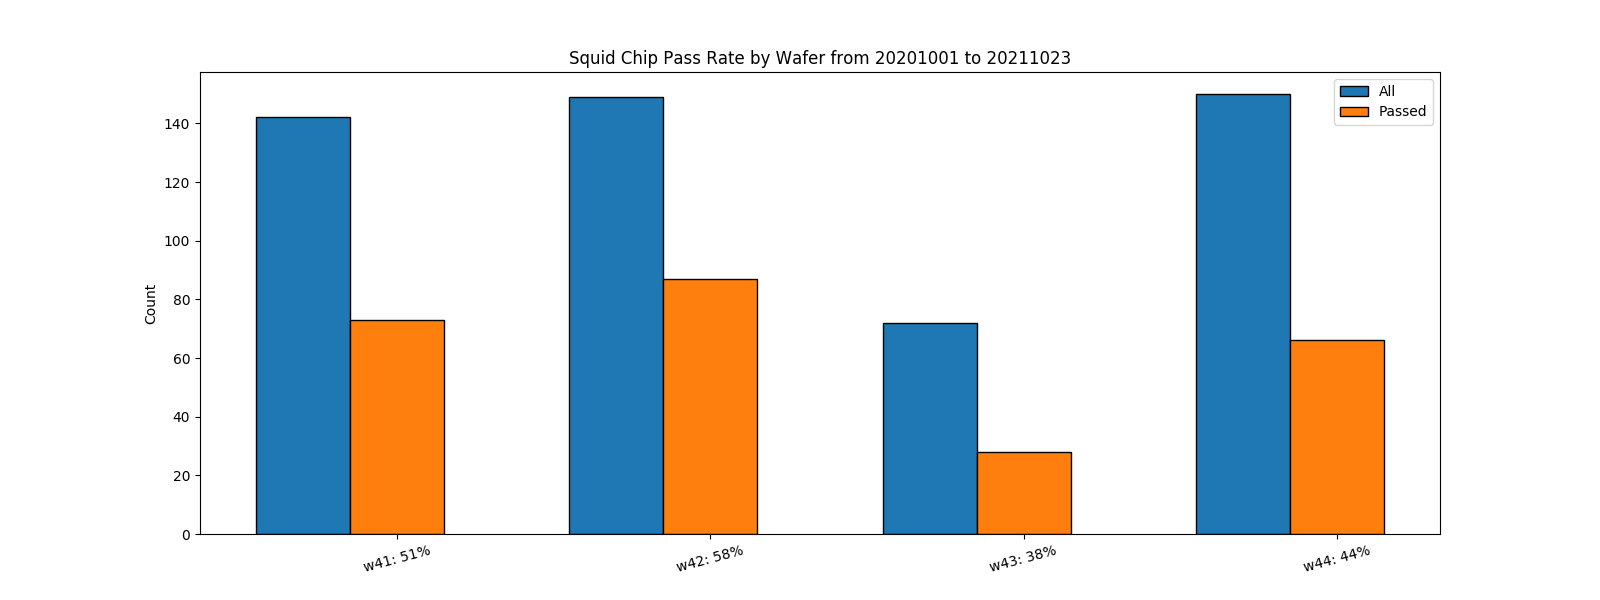 Squid Chip Pass Rate by Wafer from 20201001 to 20211023
All
Passed
Count
140
120
100
80
60
40
20
0
w41: 51%
w42: 58%
w43: 38%
w44: 44%